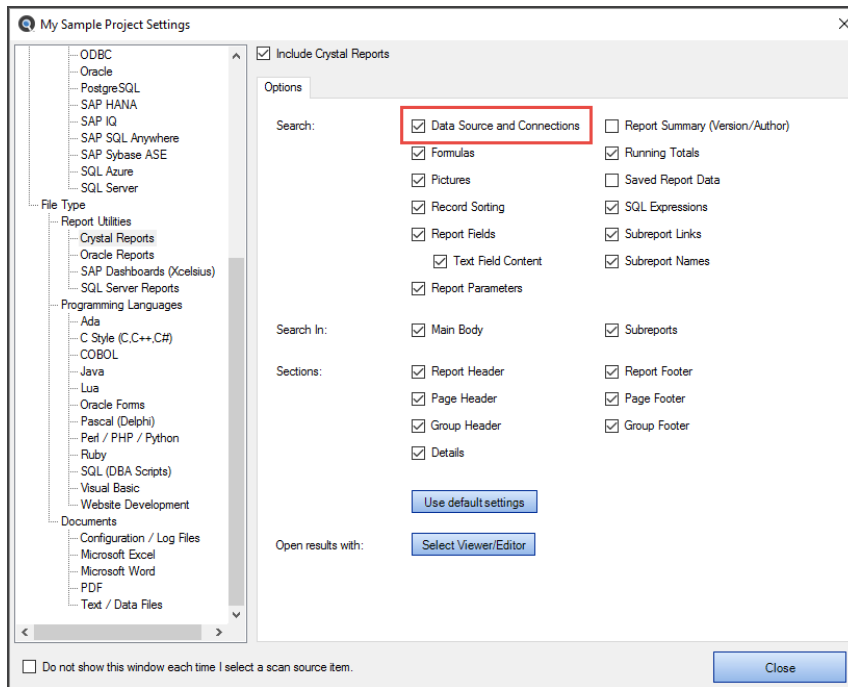 My Sample Project Settings
ODBC
Oracle
PostgreSQL
SAP HANA
SAP IQ
SAP SQL Anywhere
SAP Sybase ASE
SQL Azure
SQL Server
File Type
Report Utilities
Crystal Reports
Oracle Reports
SAP Dashboards (Xcelsius)
SQL Server Reports
Programming Languages
Ada
C Style (C,C++,C#)
COBOL
Java
Lua
Oracle Forms
Pascal (Delphi)
Perl / PHP / Python
Ruby
SQL (DBA Scripts)
Visual Basic
Website Development
Documents
Configuration / Log Files
Microsoft Excel
Microsoft Word
PDF
Text / Data Files
Include Crystal Reports
Options
Search: Data Source and Connections Report Summary (Version/Author)
Formulas Running Totals
Pictures Saved Report Data
Record Sorting SQL Expressions
Report Fields Subreport Links
Text Field Content Subreport Names
Report Parameters
Search In: Main Body Subreports
Sections: Report Header Report Footer
Page Header Page Footer
Group Header Group Footer
Details
Use default settings
Open results with: Select Viewer/Editor
Do not show this window each time I select a scan source item.
Close